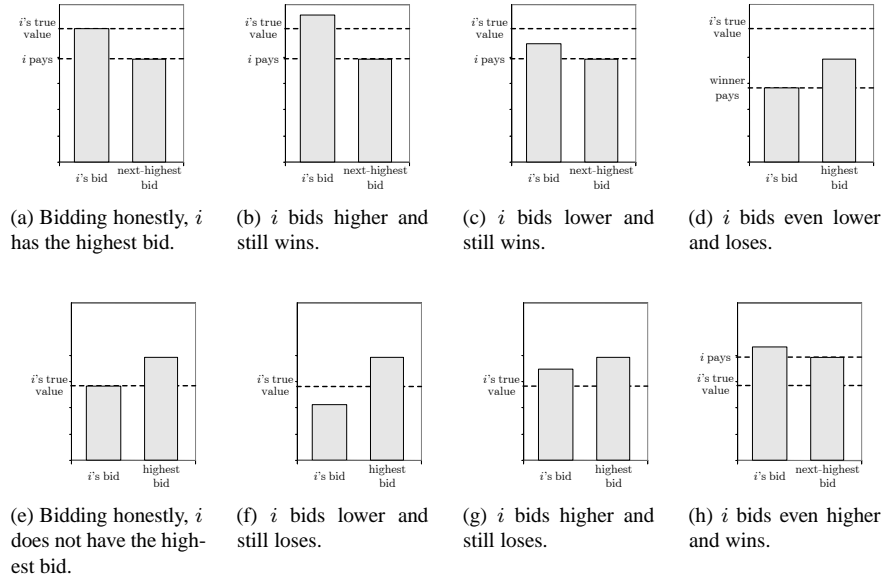 i's true
value
i pays
i's bid
next-highest
bid
(a) Bidding honestly, i
has the highest bid.
i's true
value
i pays
i's bid
next-highest
bid
(b) i bids higher and
still wins.
i's true
value
i pays
i's bid
next-highest
bid
(c) i bids lower and
still wins.
i's true
value
winner
pays
i's bid
highest
bid
(d) i bids even lower
and loses.
i's true
value
i's bid
highest
bid
(e) Bidding honestly, i
does not have the high-
est bid.
i's true
value
i's bid
highest
bid
(f) i bids lower and
still loses.
i's true
value
i's bid
highest
bid
(g) i bids higher and
still loses.
i pays
i's true
value
i's bid
next-highest
bid
(h) i bids even higher
and wins.